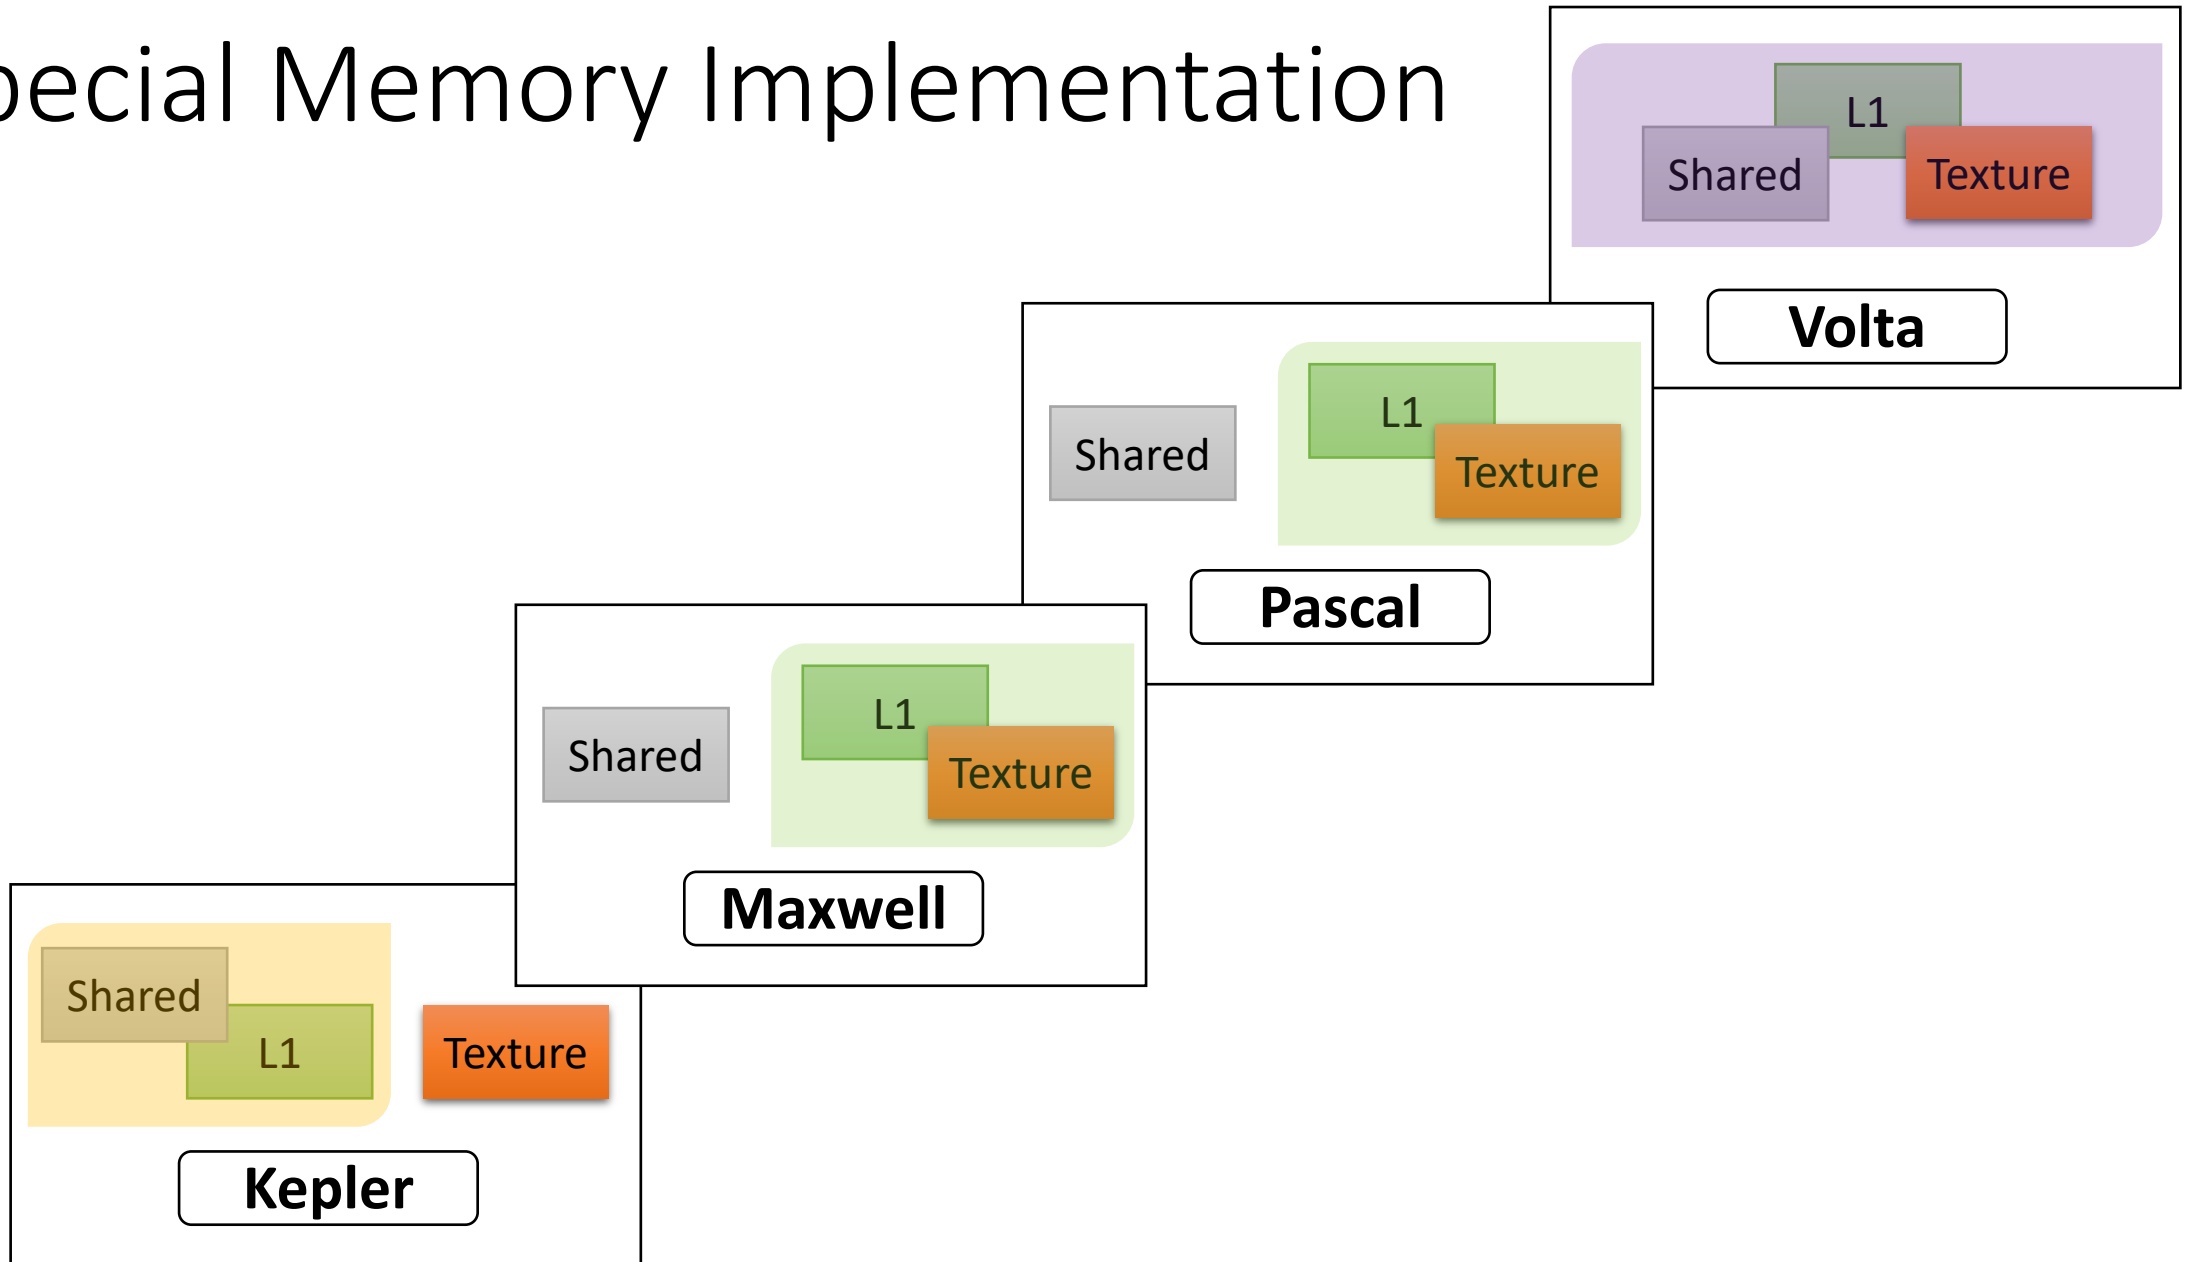 pecial Memory Implementation
L1
Shared
Texture
Volta
L1
Shared
Texture
Pascal
L1
Shared
Texture
Maxwell
Shared
L1
Texture
Kepler